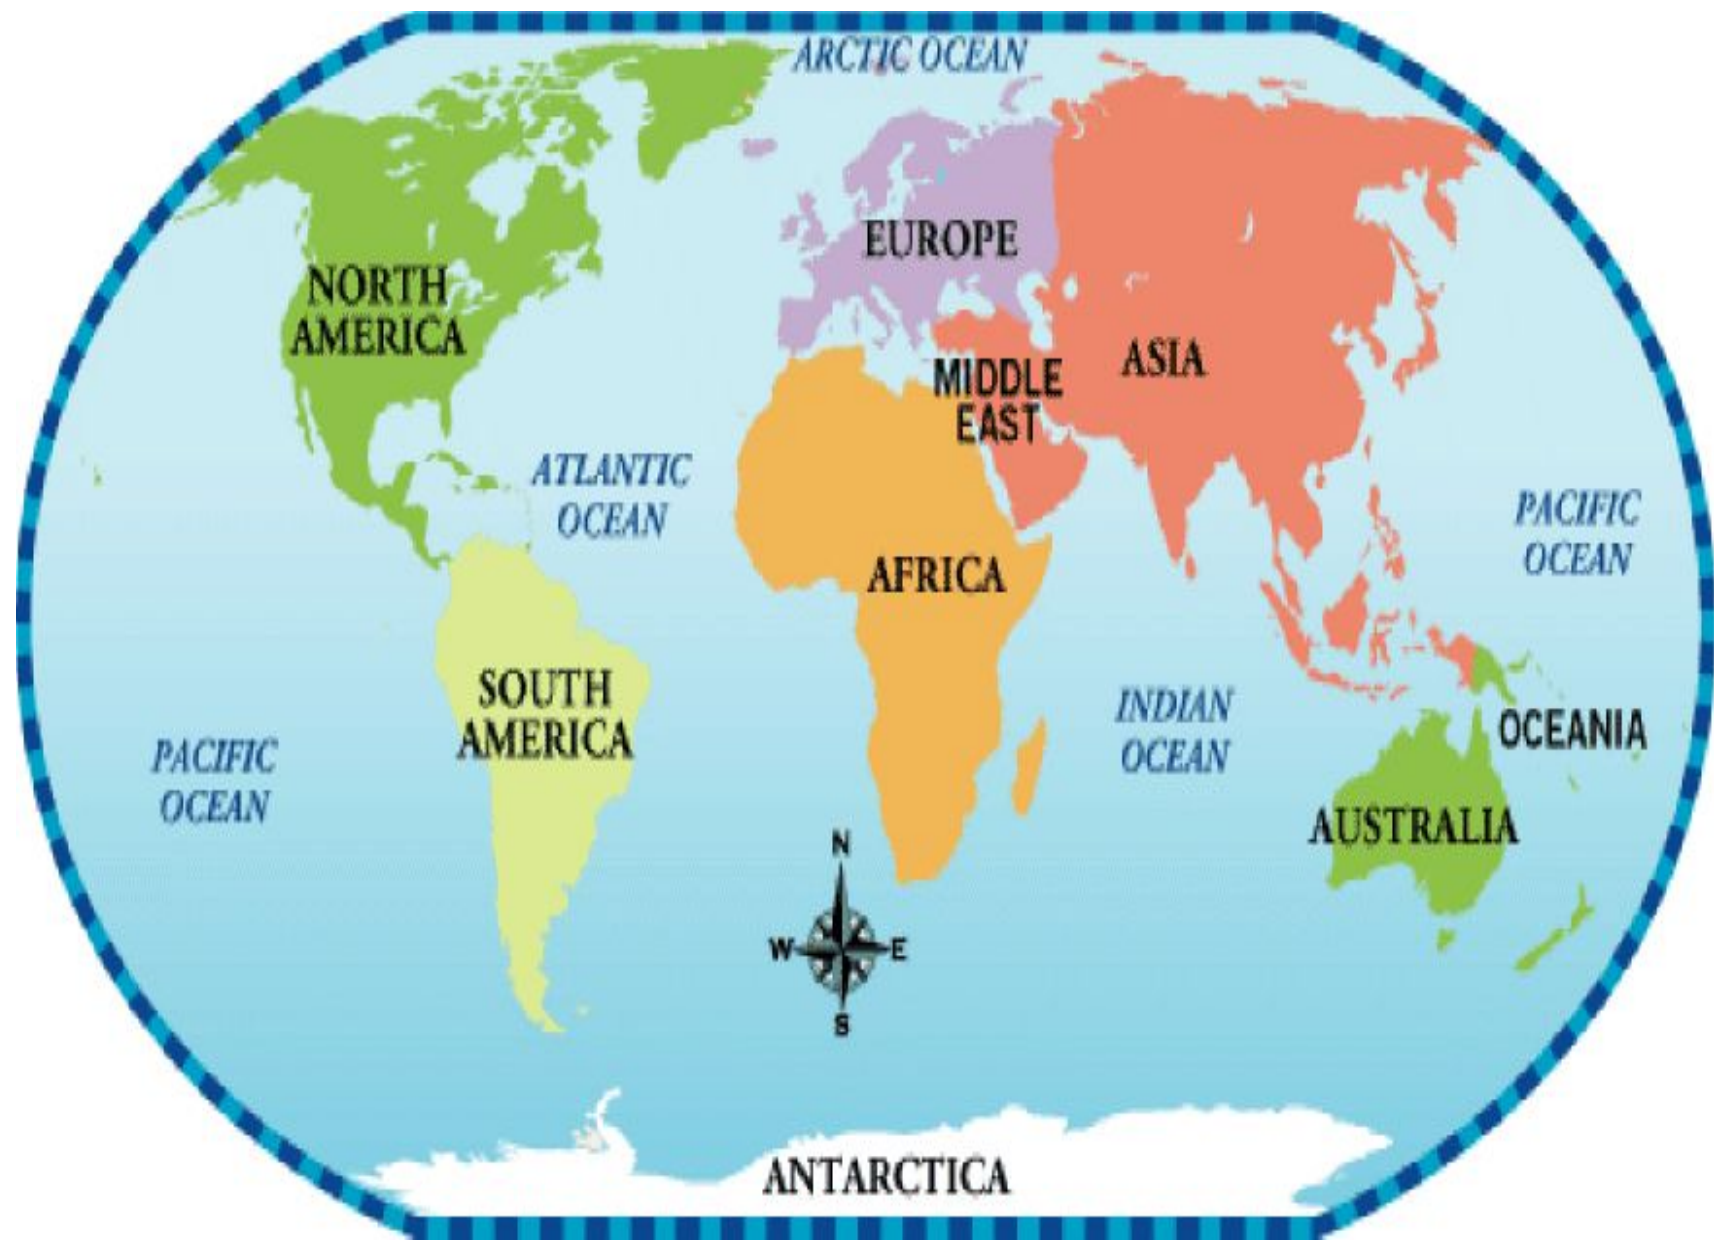 ARCTIC OCEAN
EUROPE
NORTH
AMERICA
ASIA
MIDDLE
EAST
ATLANTIC
OCEAN
PACIFIC
OCEAN
AFRICA
SOUTH
AMERICA
INDIAN
OCEAN
OCEANIA
PACIFIC
OCEAN
AUSTRALIA
N
W E
S
ANTARCTICA